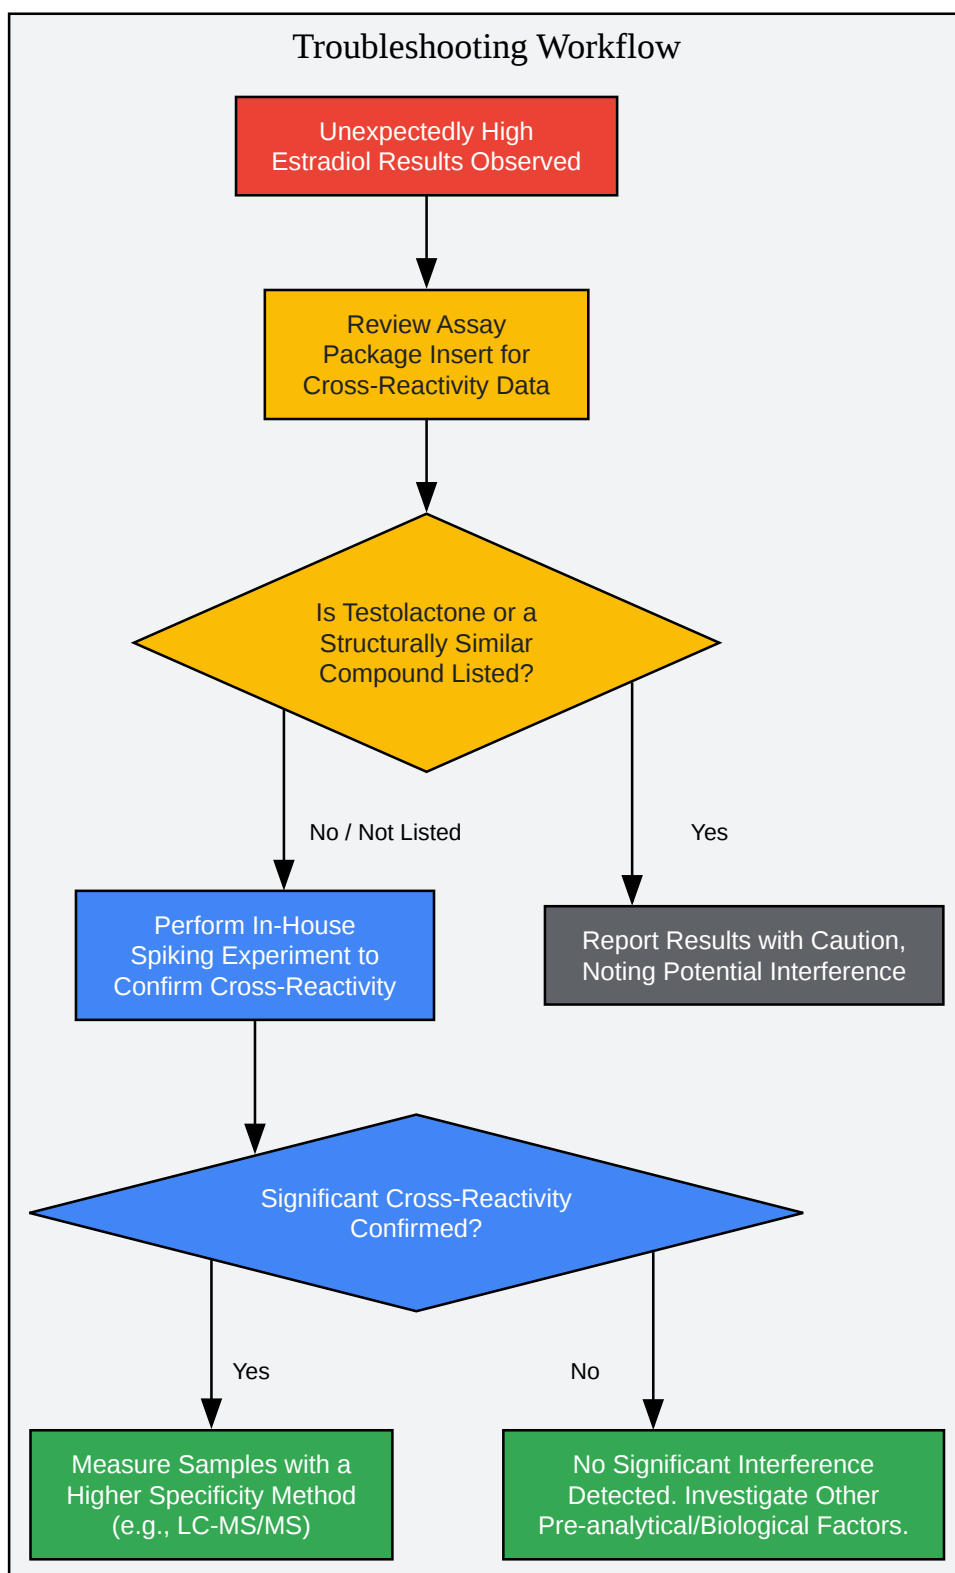 Troubleshooting Workflow
Unexpectedly High
Estradiol Results Observed
Review Assay
Package Insert for
Cross-Reactivity Data
Is Testolactone or a
Structurally Similar
Compound Listed?
No / Not Listed
Yes
Perform In-House
Spiking Experiment to
Confirm Cross-Reactivity
Report Results with Caution,
Noting Potential Interference
Significant Cross-Reactivity
Confirmed?
Yes
No
Measure Samples with a
Higher Specificity Method
(e.g., LC-MS/MS)
No Significant Interference
Detected. Investigate Other
Pre-analytical/Biological Factors.